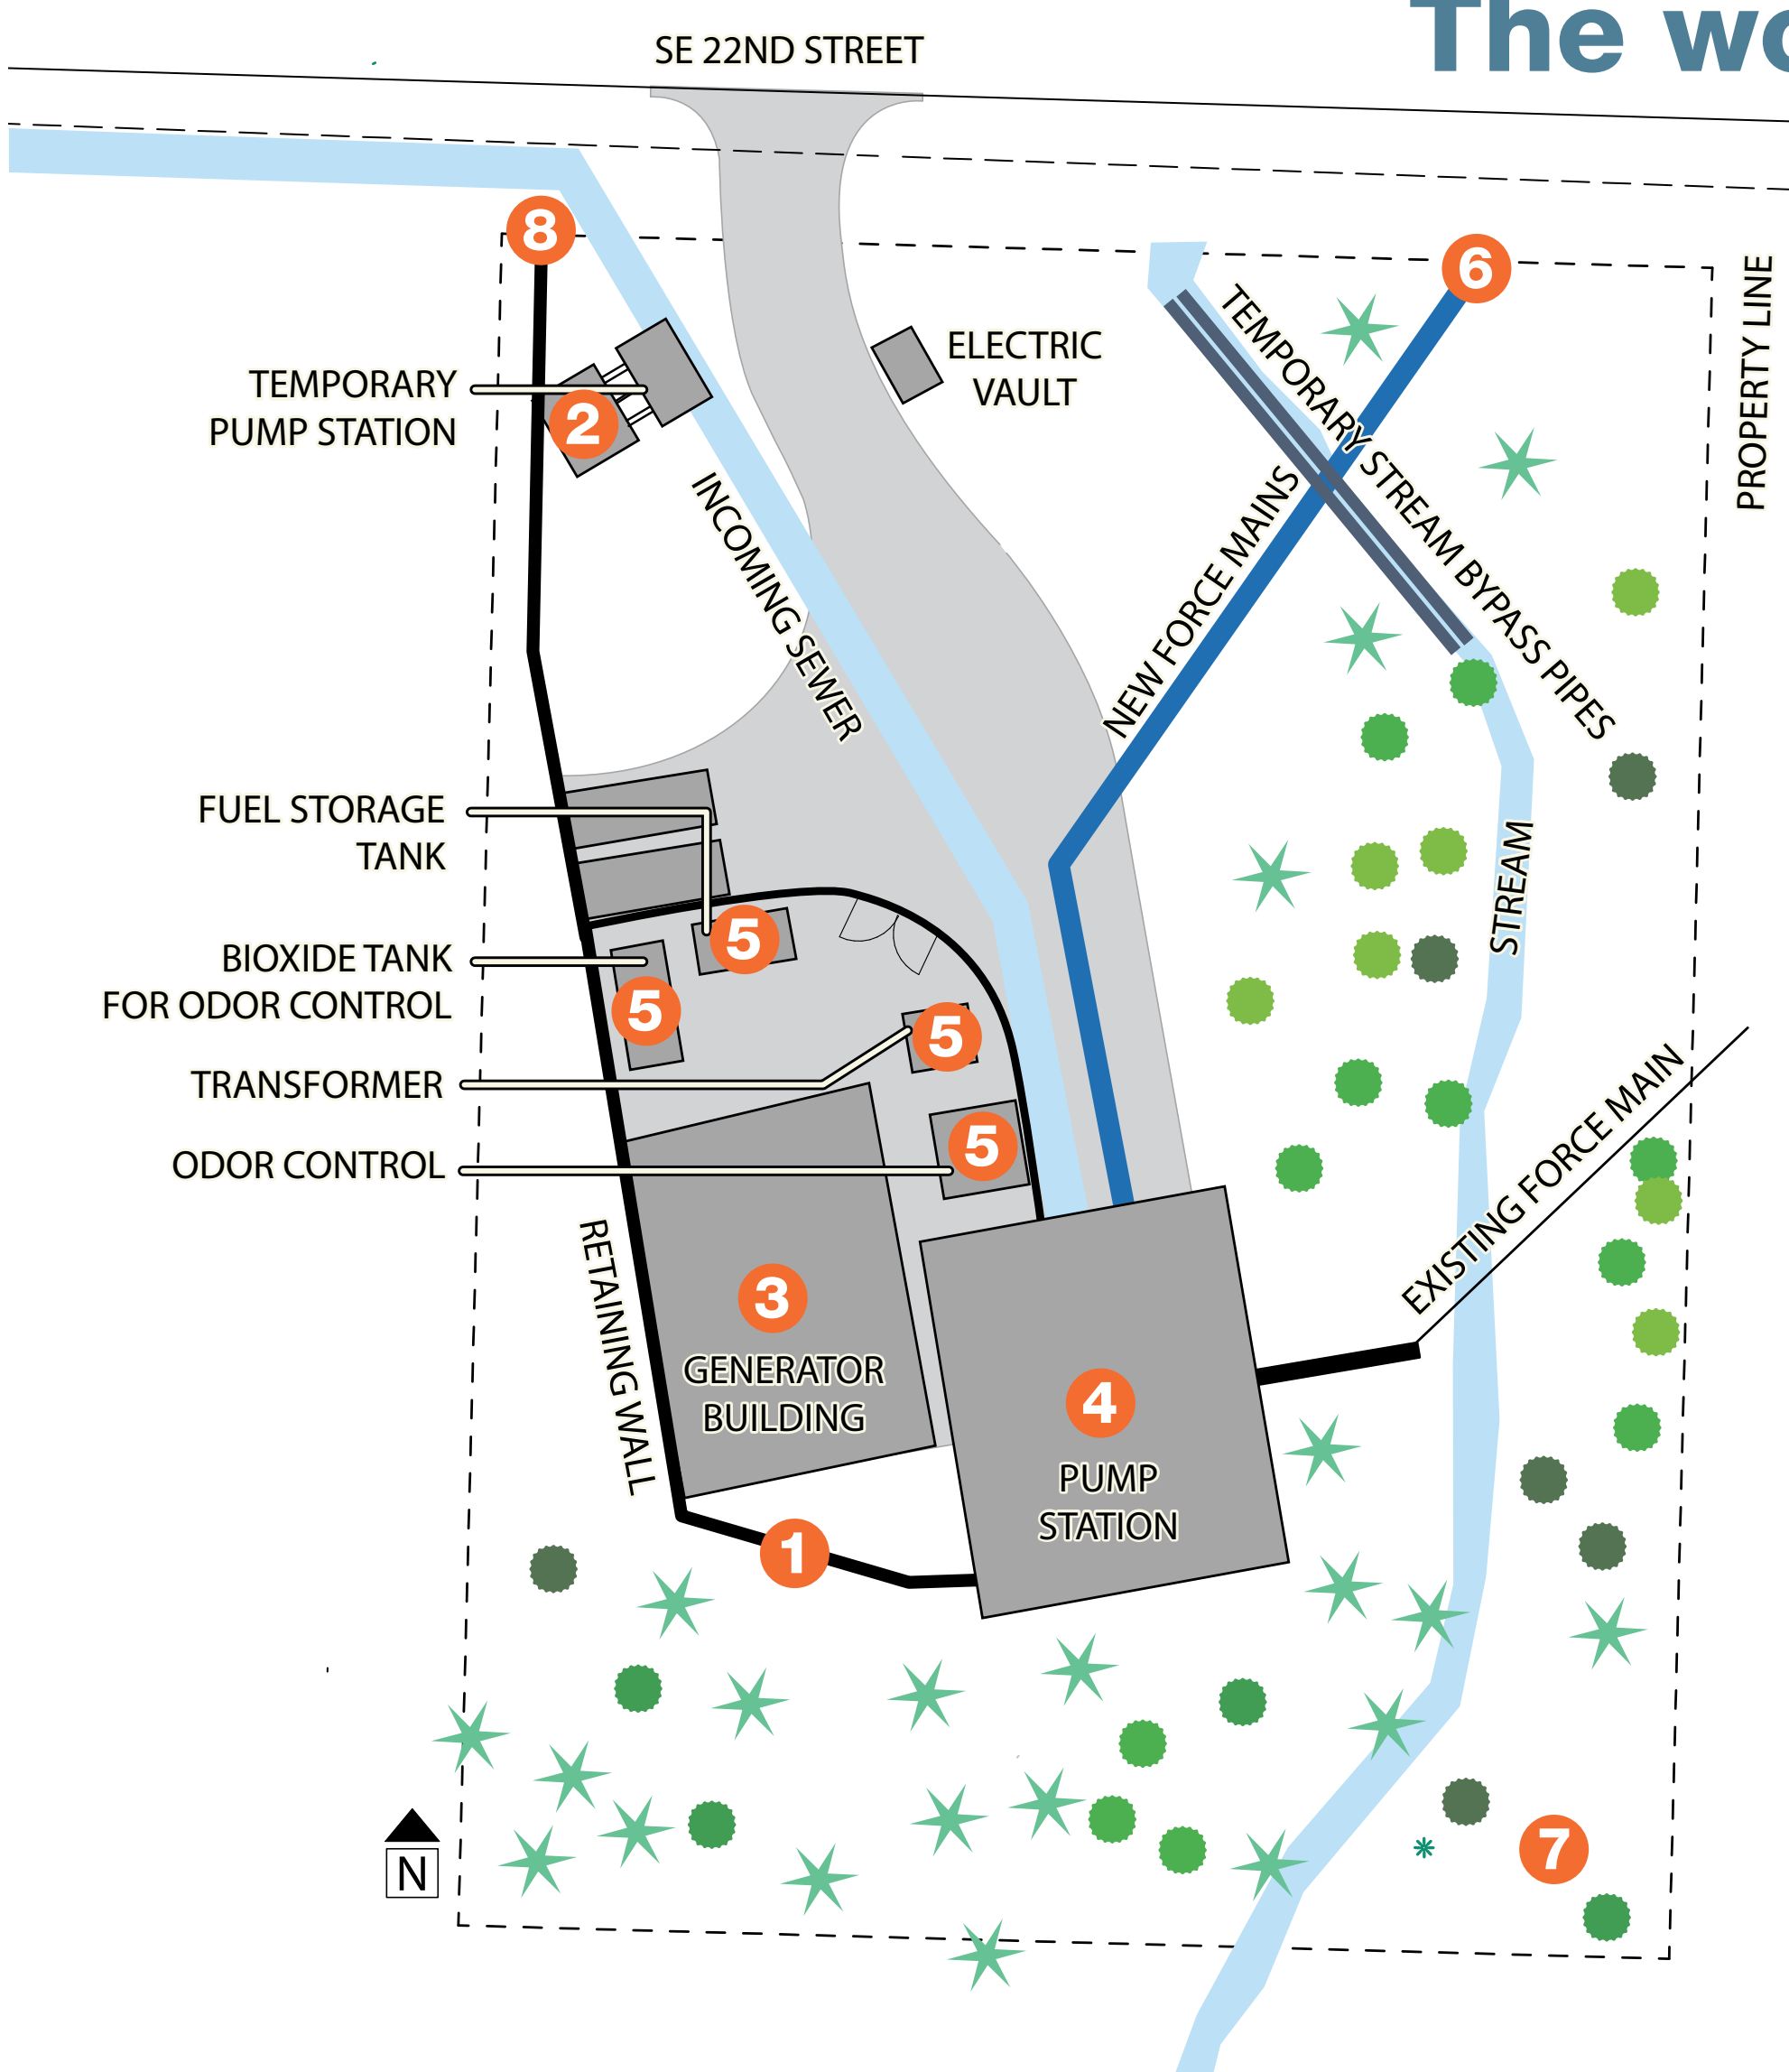 The wo
SE 22ND STREET
8
6
PROPERTY LINE
TEMPORARY
PUMP STATION
2
ELECTRIC
VAULT
TEMPORARY STREAM BYPASS PIPES
INCOMING SEWER
NEW FORCE MAINS
FUEL STORAGE
TANK
5
STREAM
BIOXIDE TANK
FOR ODOR CONTROL
5
5
TRANSFORMER
EXISTING FORCE MAIN
ODOR CONTROL
5
RETAINING WALL
3
GENERATOR
BUILDING
4
PUMP
STATION
1
7
N